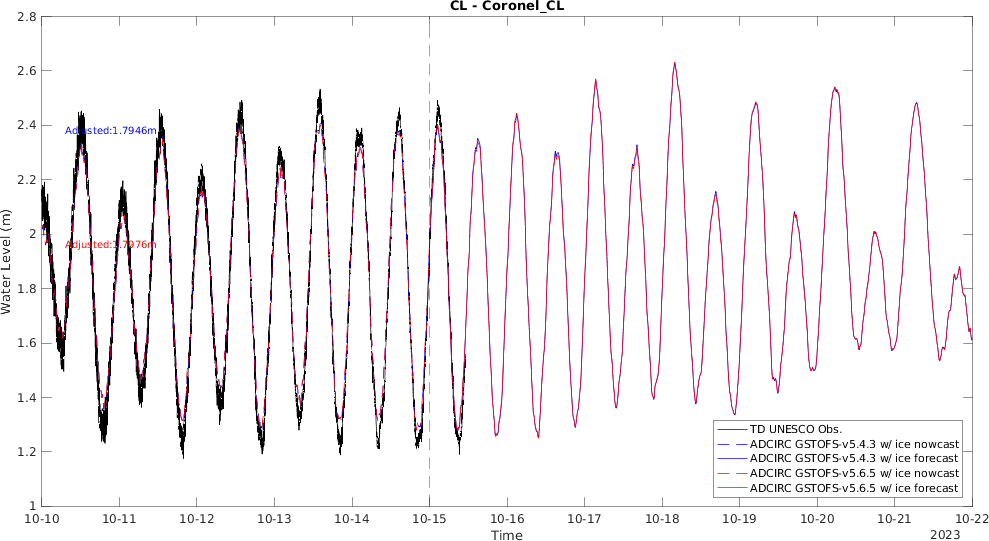 CL - Coronel_CL
2.8
2.6
2.4
2.2
2
1.8
1.6
1.4
1.2
1
Water Level (m)
Adjusted:1.7946m
Adjusted:1.7976m
TD UNESCO Obs.
ADCIRC GSTOFS-v5.4.3 w/ ice nowcast
ADCIRC GSTOFS-v5.4.3 w/ ice forecast
ADCIRC GSTOFS-v5.6.5 w/ ice nowcast
ADCIRC GSTOFS-v5.6.5 w/ ice forecast
10-10 10-11 10-12 10-13 10-14 10-15 10-16 10-17 10-18 10-19 10-20 10-21 10-22
Time
2023